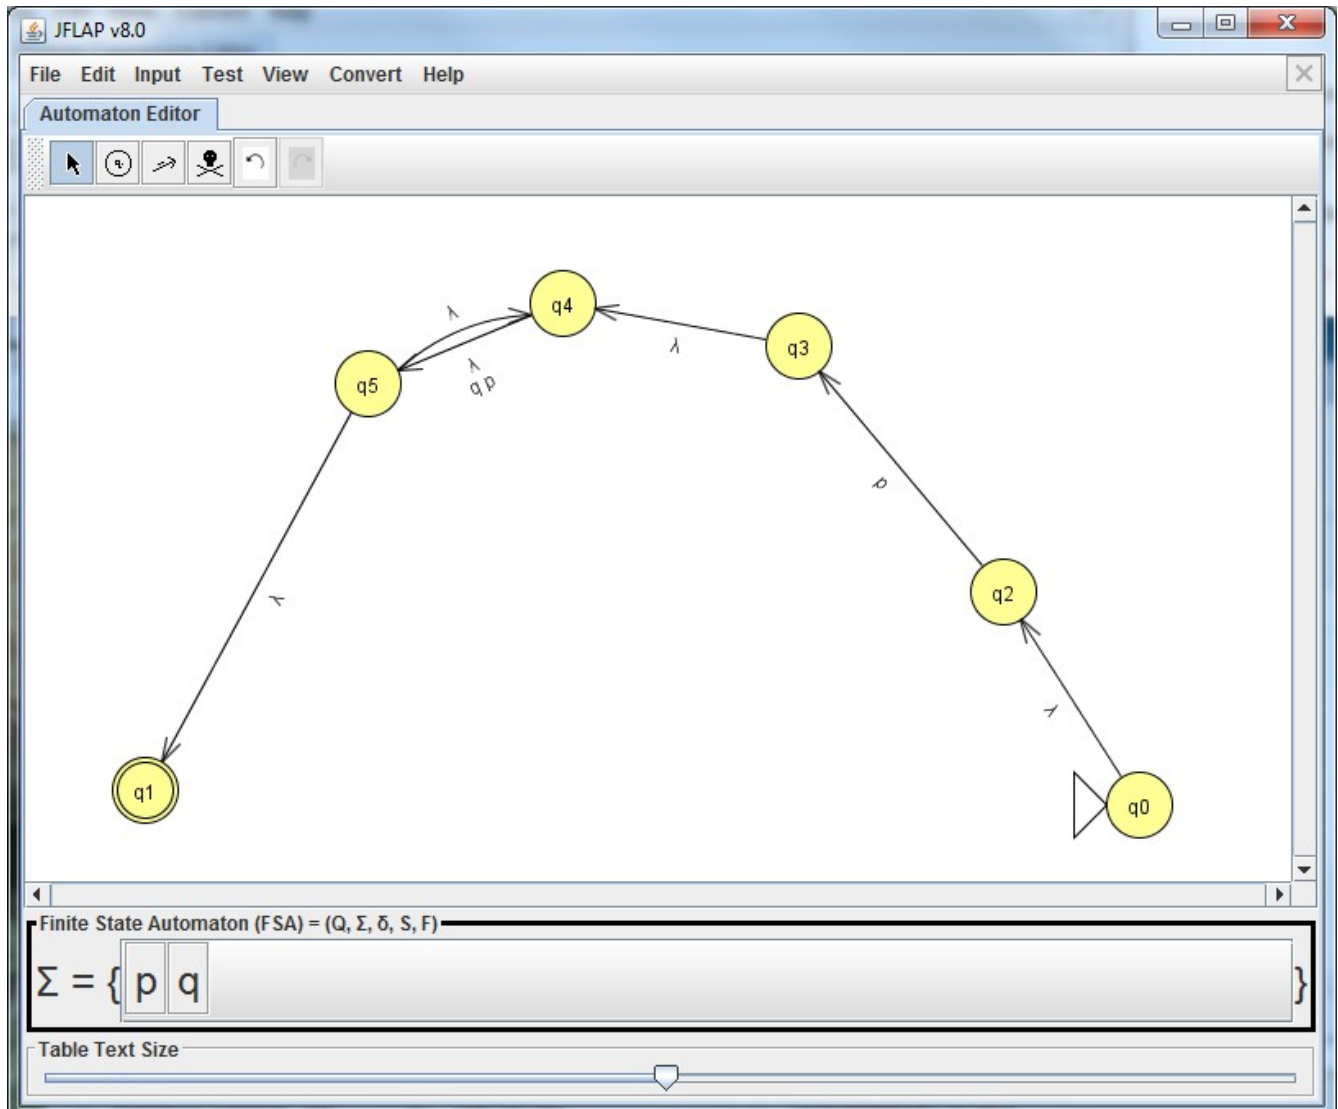 JFLAP v8.0
File Edit Input Test View Convert Help
Automaton Editor
q4
λ
λ
q3
q5
λ
qp
q
q2
λ
λ
q1
q0
Finite State Automaton (FSA) = (Q, Σ, δ, S, F)
Σ = { p q }
Table Text Size